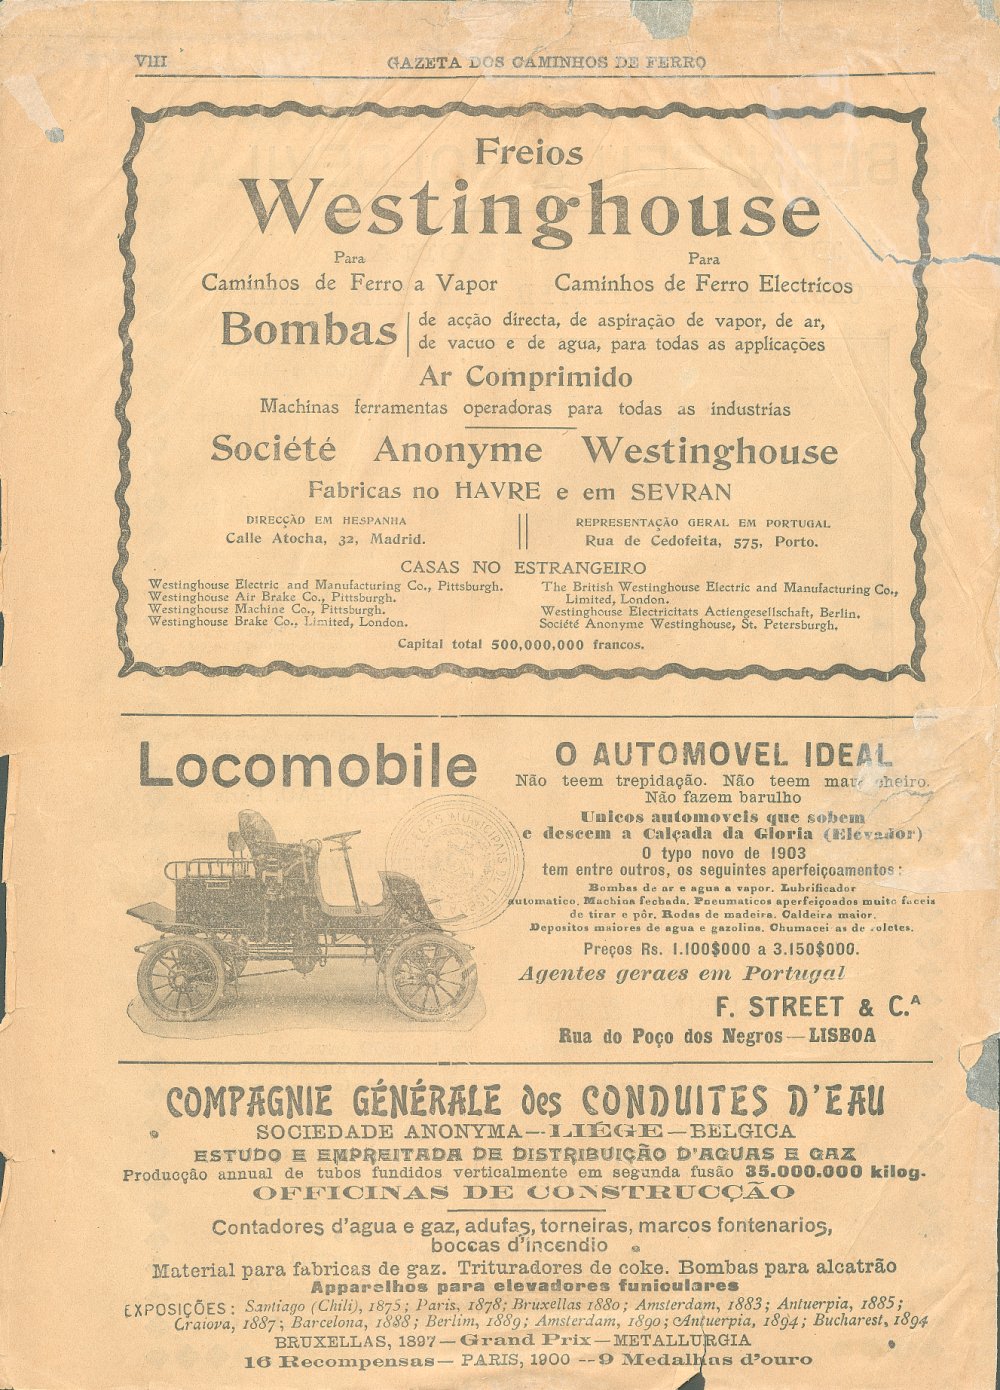 VIII
GAZETA DOS CAMINHOS DE FERRO
Freios
Westinghouse
Para
Caminhos de Ferro a Vapor
Para
Caminhos de Ferro Electricos
Bombas
de acção directa, de aspiração de vapor, de ar,
de vacuo e de agua, para todas as applicações
Ar Comprimido
Machinas ferramentas operadoras para todas as industrias
Société Anonyme Westinghouse
Fabricas no HAVRE e em SEVRAN
DIRECÇÃO EM HESPANHA
Calle Atocha, 32, Madrid.
REPRESENTAÇÃO GERAL EM PORTUGAL
Rua de Cedofeita, 575, Porto.
CASAS NO ESTRANGEIRO
Westinghouse Electric and Manufacturing Co., Pittsburgh.
Westinghouse Air Brake Co., Pittsburgh.
Westinghouse Machine Co., Pittsburgh.
Westinghouse Brake Co., Limited, London.
The British Westinghouse Electric and Manufacturing Co.,
Limited, London.
Westinghouse Electricitats Actiengesellschaft, Berlin.
Société Anonyme Westinghouse, St. Petersburgh.
Capital total 500,000,000 francos.
Locomobile
O AUTOMOVEL IDEAL
Não teem trepidação. Não teem mau cheiro.
Não fazem barulho
Unicos automoveis que sobem
e descem a Calçada da Gloria (Elevador)
O typo novo de 1903
tem entre outros, os seguintes aperfeiçoamentos:
Bombas de ar e agua a vapor. Lubrificador
automatico. Machina fechada. Pneumaticos aperfeiçoados muito faceis
de tirar e pôr. Rodas de madeira. Caldeira maior.
Depositos maiores de agua e gazolina. de
Preços Rs. 1.100$000 a 3.150$000.
Agentes geraes em Portugal
F. STREET & C.ᴬ
Rua do Poço dos Negros—LISBOA
COMPAGNIE GÉNÉRALE des CONDUITES D'EAU
SOCIEDADE ANONYMA—LIÉGE—BELGICA
ESTUDO E EMPREITADA DE DISTRIBUIÇÃO D'AGUAS E GAZ
Producção annual de tubos fundidos verticalmente em segunda fusão 35.000.000 kilog.
OFFICINAS DE CONSTRUCÇÃO
Contadores d'agua e gaz, adufas, torneiras, marcos fontenarios,
boccas d'incendio
Material para fabricas de gaz. Trituradores de coke. Bombas para alcatrão
Apparelhos para elevadores funiculares
EXPOSIÇÕES: Santiago (Chili), 1875; Paris, 1878; Bruxellas 1880; Amsterdam, 1883; Antuerpia, 1885;
Craiova, 1887; Barcelona, 1888; Berlim, 1889; Amsterdam, 1890; Antuerpia, 1894; Bucharest, 1894
BRUXELLAS, 1897—Grand Prix—METALLURGIA
16 Recompensas—PARIS, 1900--9 Medalhas d'ouro